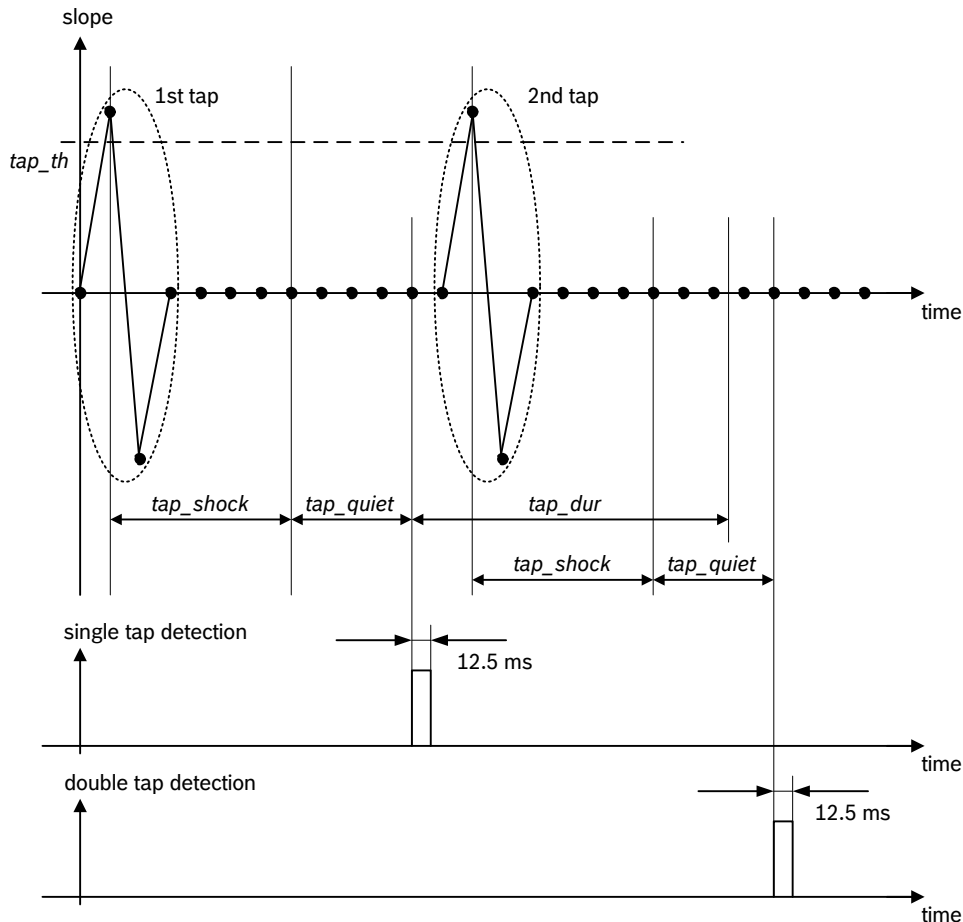 slope
1st tap
2nd tap
tap_th
time
tap_shock
tap_quiet
tap_dur
tap_shock
tap_quiet
single tap detection
12.5 ms
time
double tap detection
12.5 ms
time